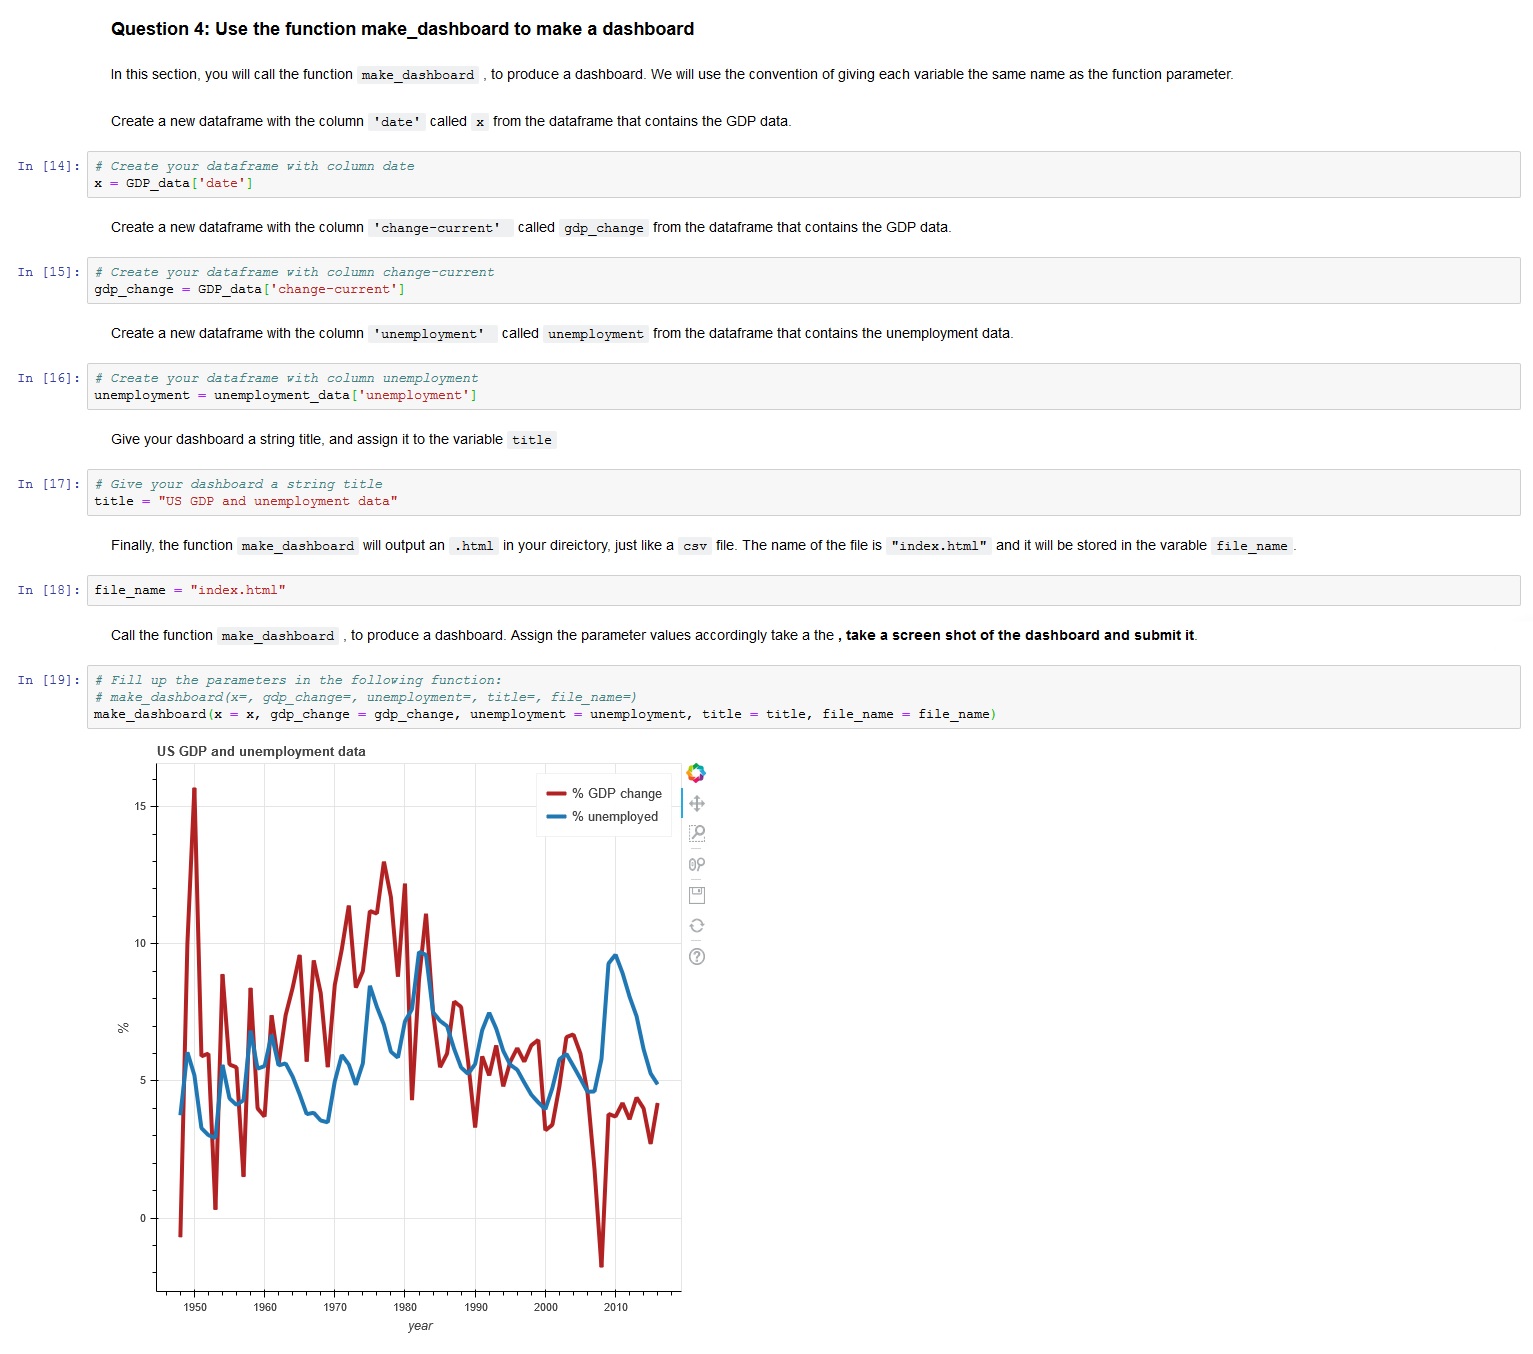 Question 4: Use the function make_dashboard to make a dashboard
In this section, you will call the function make_dashboard , to produce a dashboard. We will use the convention of giving each variable the same name as the function parameter.
Create a new dataframe with the column 'date' called x from the dataframe that contains the GDP data.
In [14]: # Create your dataframe with column date
x = GDP_data['date']
Create a new dataframe with the column 'change-current' called gdp_change from the dataframe that contains the GDP data.
In [15]: # Create your dataframe with column change-current
gdp_change = GDP_data['change-current']
Create a new dataframe with the column 'unemployment' called unemployment from the dataframe that contains the unemployment data.
In [16]: # Create your dataframe with column unemployment
unemployment = unemployment_data['unemployment']
Give your dashboard a string title, and assign it to the variable title
In [17]: # Give your dashboard a string title
title = "US GDP and unemployment data"
Finally, the function make_dashboard will output an .html in your direictory, just like a csv file. The name of the file is "index.html" and it will be stored in the varable file_name .
In [18]: file_name = "index.html"
Call the function make_dashboard , to produce a dashboard. Assign the parameter values accordingly take a the , take a screen shot of the dashboard and submit it.
In [19]: # Fill up the parameters in the following function:
# make_dashboard(x=, gdp_change=, unemployment=, title=, file_name=)
make_dashboard(x = x, gdp_change = gdp_change, unemployment = unemployment, title = title, file_name = file_name)
US GDP and unemployment data
% GDP change
% unemployed
15
10
5
0
%
1950 1960 1970 1980 1990 2000 2010
year